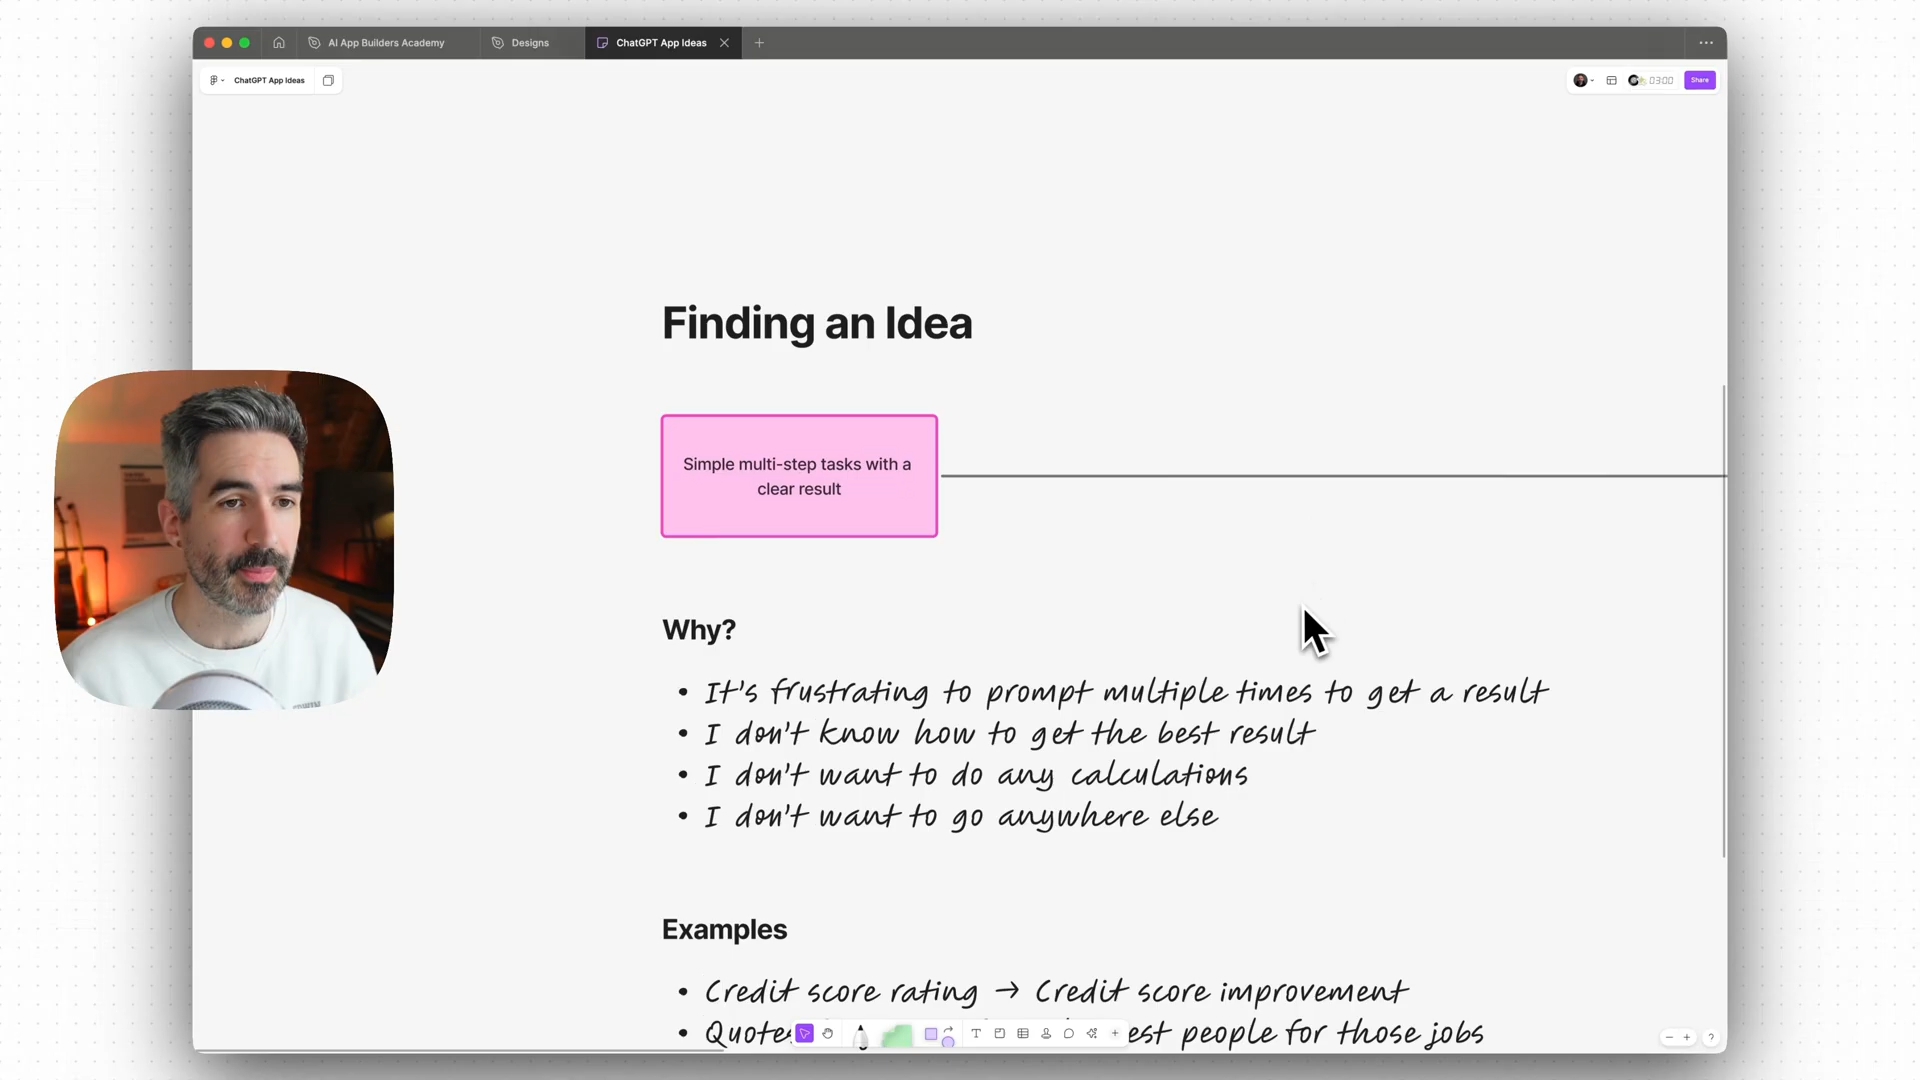 AI App Builders Academy
Designs
ChatGPT App Ideas
ChatGPT App Ideas
03:00
Share
Finding an Idea
Simple multi-step tasks with a
clear result
Why?
• It's frustrating to prompt multiple times to get a result
• I don't know how to get the best result
• I don't want to do any calculations
• I don't want to go anywhere else
Examples
• Credit score rating → Credit score improvement
• Quotes est people for those jobs